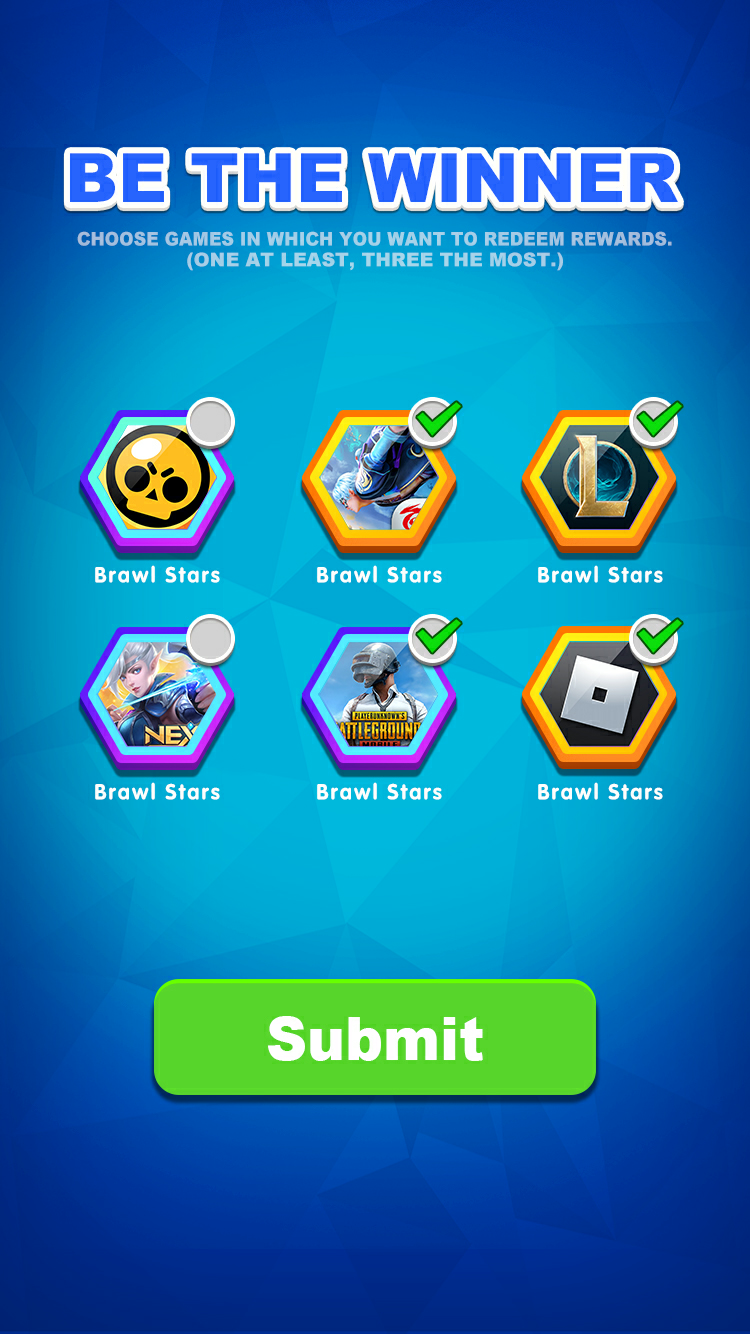 BE THE WINNER
CHOOSE GAMES IN WHICH YOU WANT TO REDEEM REWARDS.
(ONE AT LEAST, THREE THE MOST.)
Brawl Stars
Brawl Stars
Brawl Stars
NEX
PLAYERUNKNOWN'S
ATTLEGROUN
MOBILE
Brawl Stars
Brawl Stars
Brawl Stars
Submit